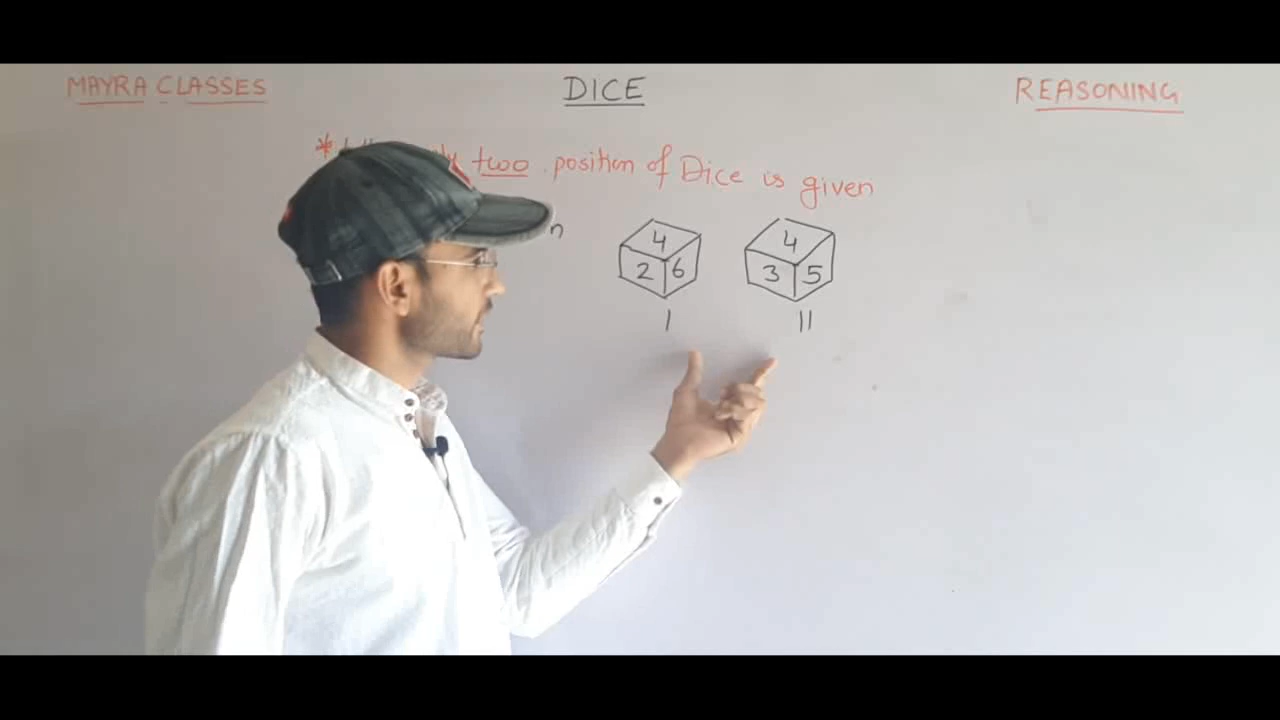 MAYRA CLASSES
DICE
REASONING
* two position of Dice is given
4
2 6
I
4
3 5
II